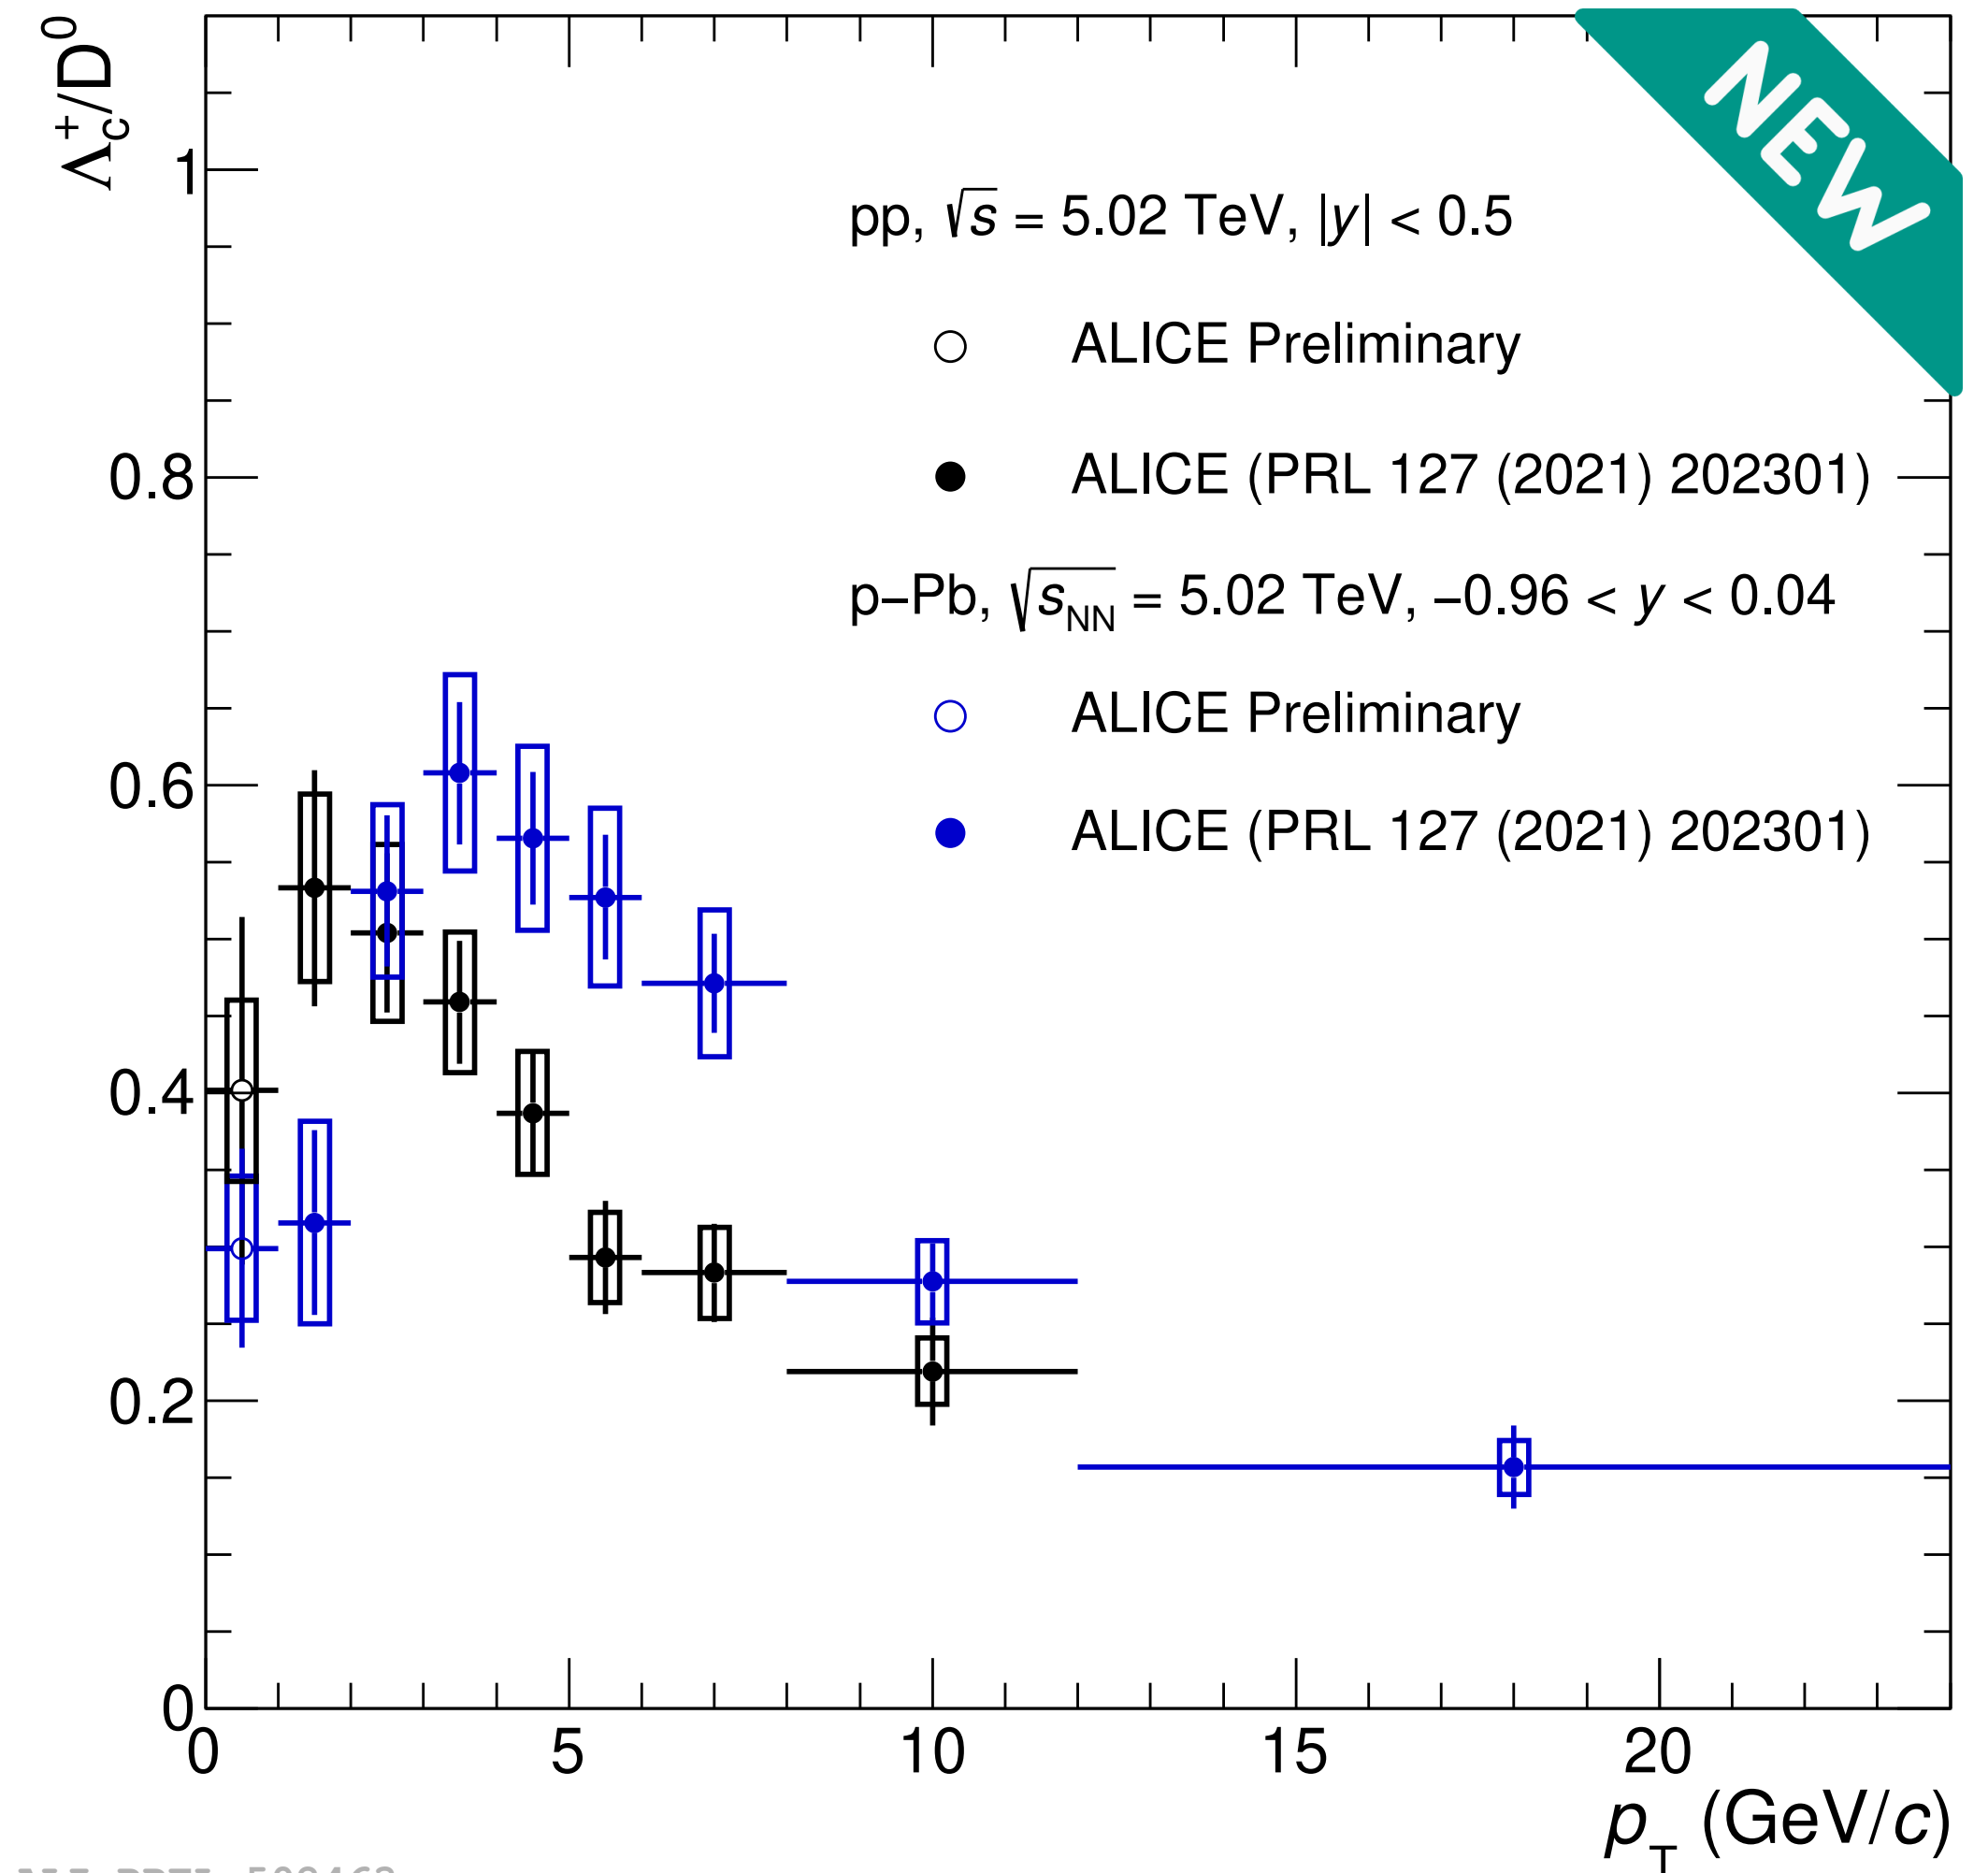 Λc+/D0
NEW
pp, √s = 5.02 TeV, |y| < 0.5
ALICE Preliminary
ALICE (PRL 127 (2021) 202301)
p–Pb, √sNN = 5.02 TeV, −0.96 < y < 0.04
ALICE Preliminary
ALICE (PRL 127 (2021) 202301)
1
0.8
0.6
0.4
0.2
0
0 5 10 15 20
pT (GeV/c)